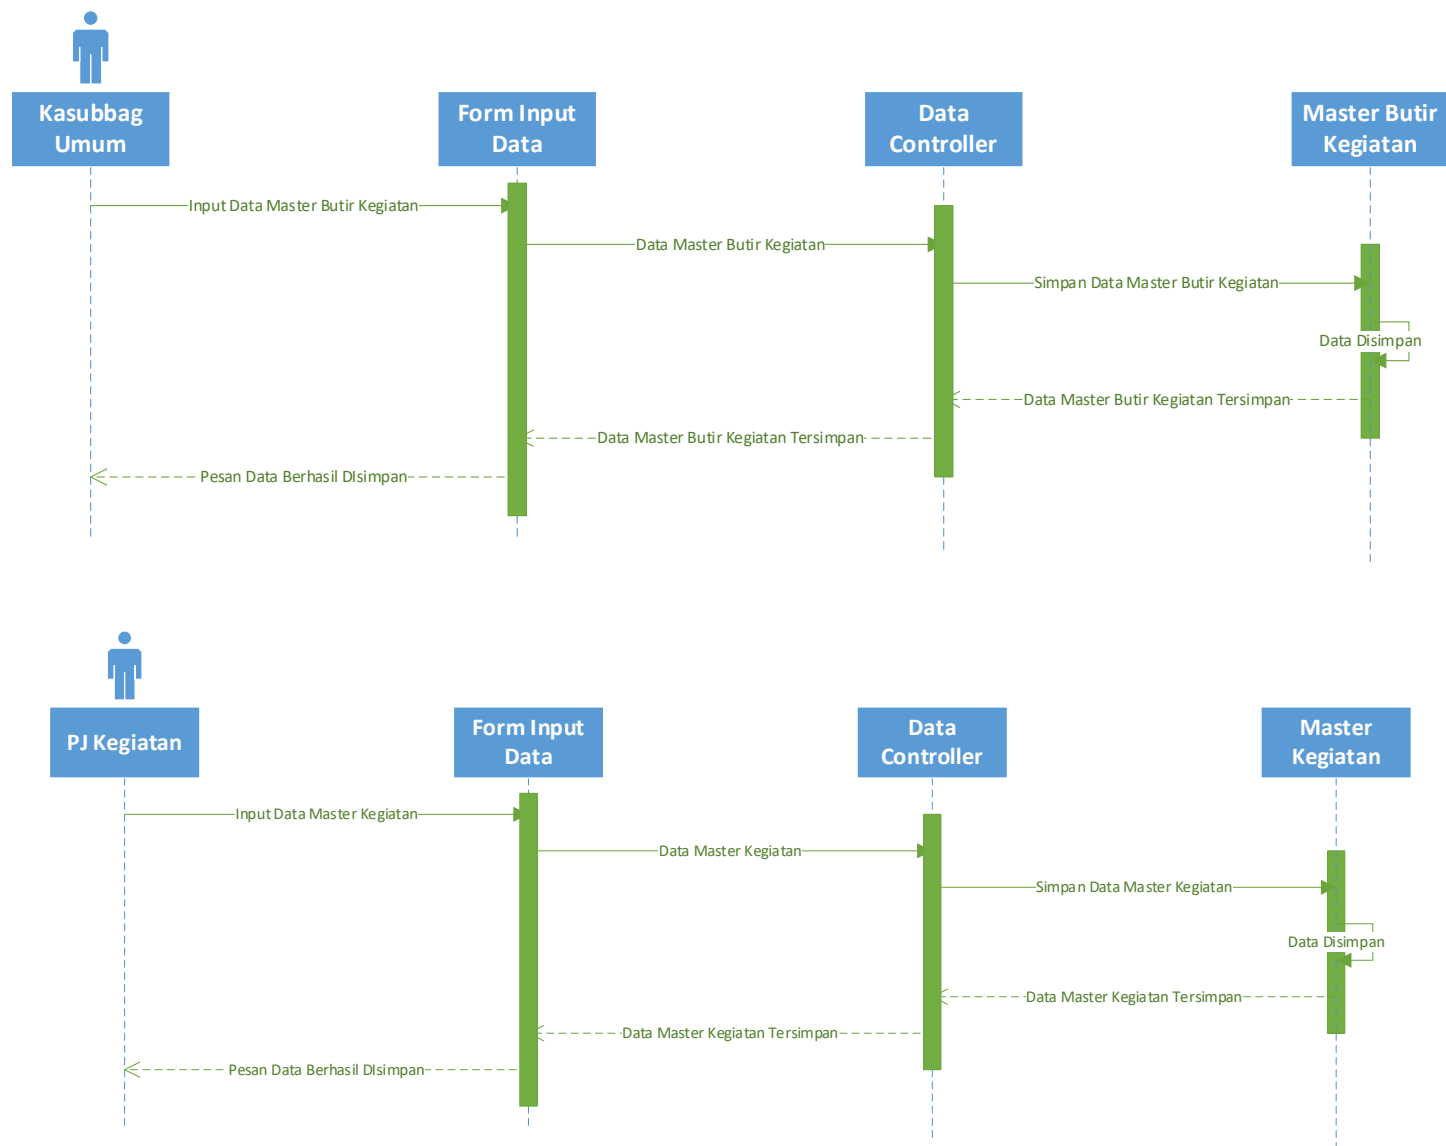 Kasubbag
Umum
Form Input
Data
Data
Controller
Master Butir
Kegiatan
Input Data Master Butir Kegiatan
Data Master Butir Kegiatan
Simpan Data Master Butir Kegiatan
Data Disimpan
Data Master Butir Kegiatan Tersimpan
Data Master Butir Kegiatan Tersimpan
Pesan Data Berhasil DIsimpan
PJ Kegiatan
Form Input
Data
Data
Controller
Master
Kegiatan
Input Data Master Kegiatan
Data Master Kegiatan
Simpan Data Master Kegiatan
Data Disimpan
Data Master Kegiatan Tersimpan
Data Master Kegiatan Tersimpan
Pesan Data Berhasil DIsimpan